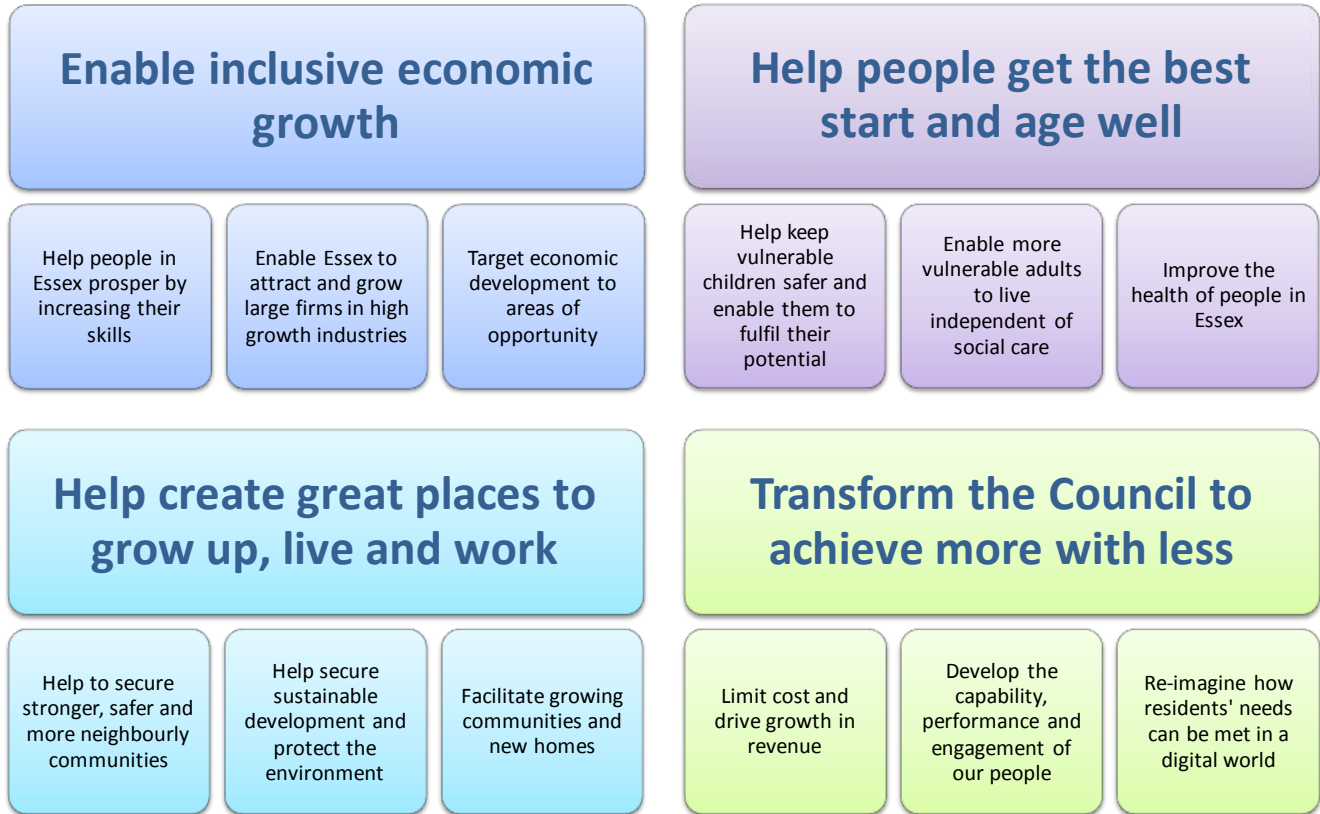 Enable inclusive economic
growth
Help people in
Essex prosper by
increasing their
skills
Enable Essex to
attract and grow
large firms in high
growth industries
Target economic
development to
areas of
opportunity
Help people get the best
start and age well
Help keep
vulnerable
children safer and
enable them to
fulfil their
potential
Enable more
vulnerable adults
to live
independent of
social care
Improve the
health of people in
Essex
Help create great places to
grow up, live and work
Help to secure
stronger, safer and
more neighbourly
communities
Help secure
sustainable
development and
protect the
environment
Facilitate growing
communities and
new homes
Transform the Council to
achieve more with less
Limit cost and
drive growth in
revenue
Develop the
capability,
performance and
engagement of
our people
Re-imagine how
residents' needs
can be met in a
digital world